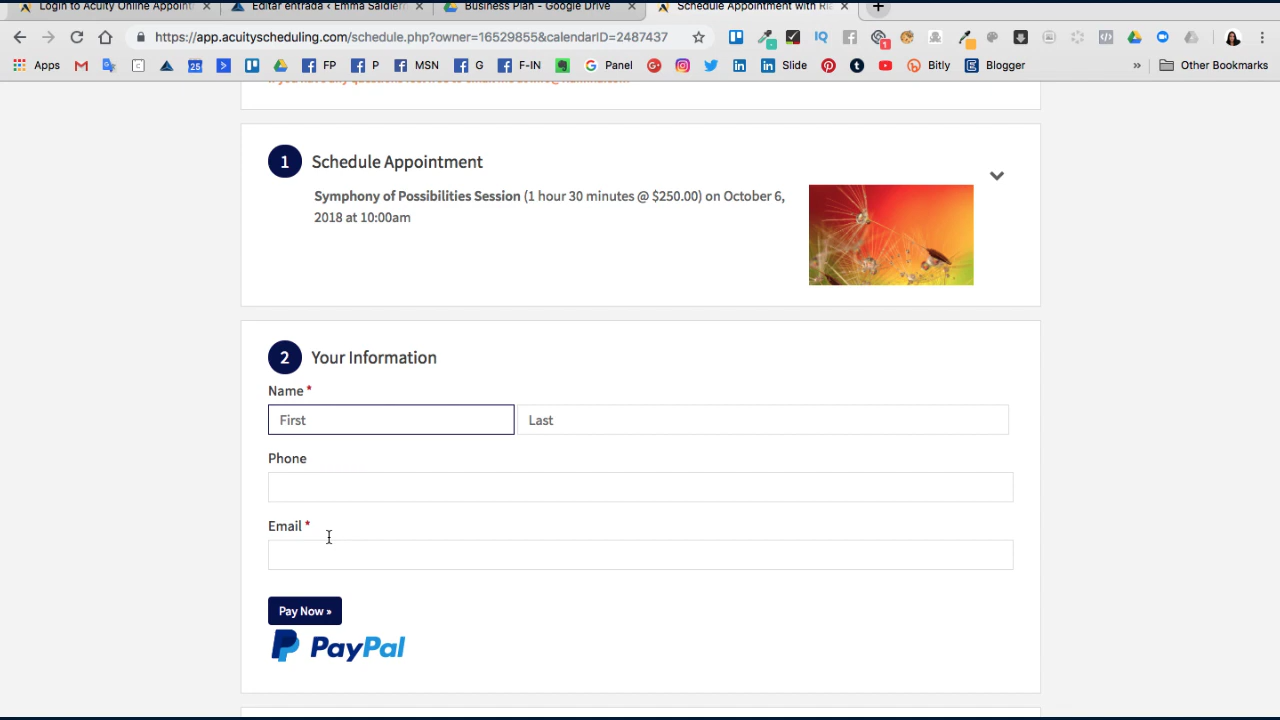 Login to Acuity Online Appointi
Editar entrada ‹ Emma Salderr
Business Plan - Google Drive
Schedule Appointment with Ria
https://app.acuityscheduling.com/schedule.php?owner=16529855&calendarID=2487437
Apps
FP
P
MSN
G
F-IN
Panel
Slide
Bitly
Blogger
»
Other Bookmarks
1 Schedule Appointment
Symphony of Possibilities Session (1 hour 30 minutes @ $250.00) on October 6,
2018 at 10:00am
2 Your Information
Name *
First Last
Phone
Email *
Pay Now »
PayPal